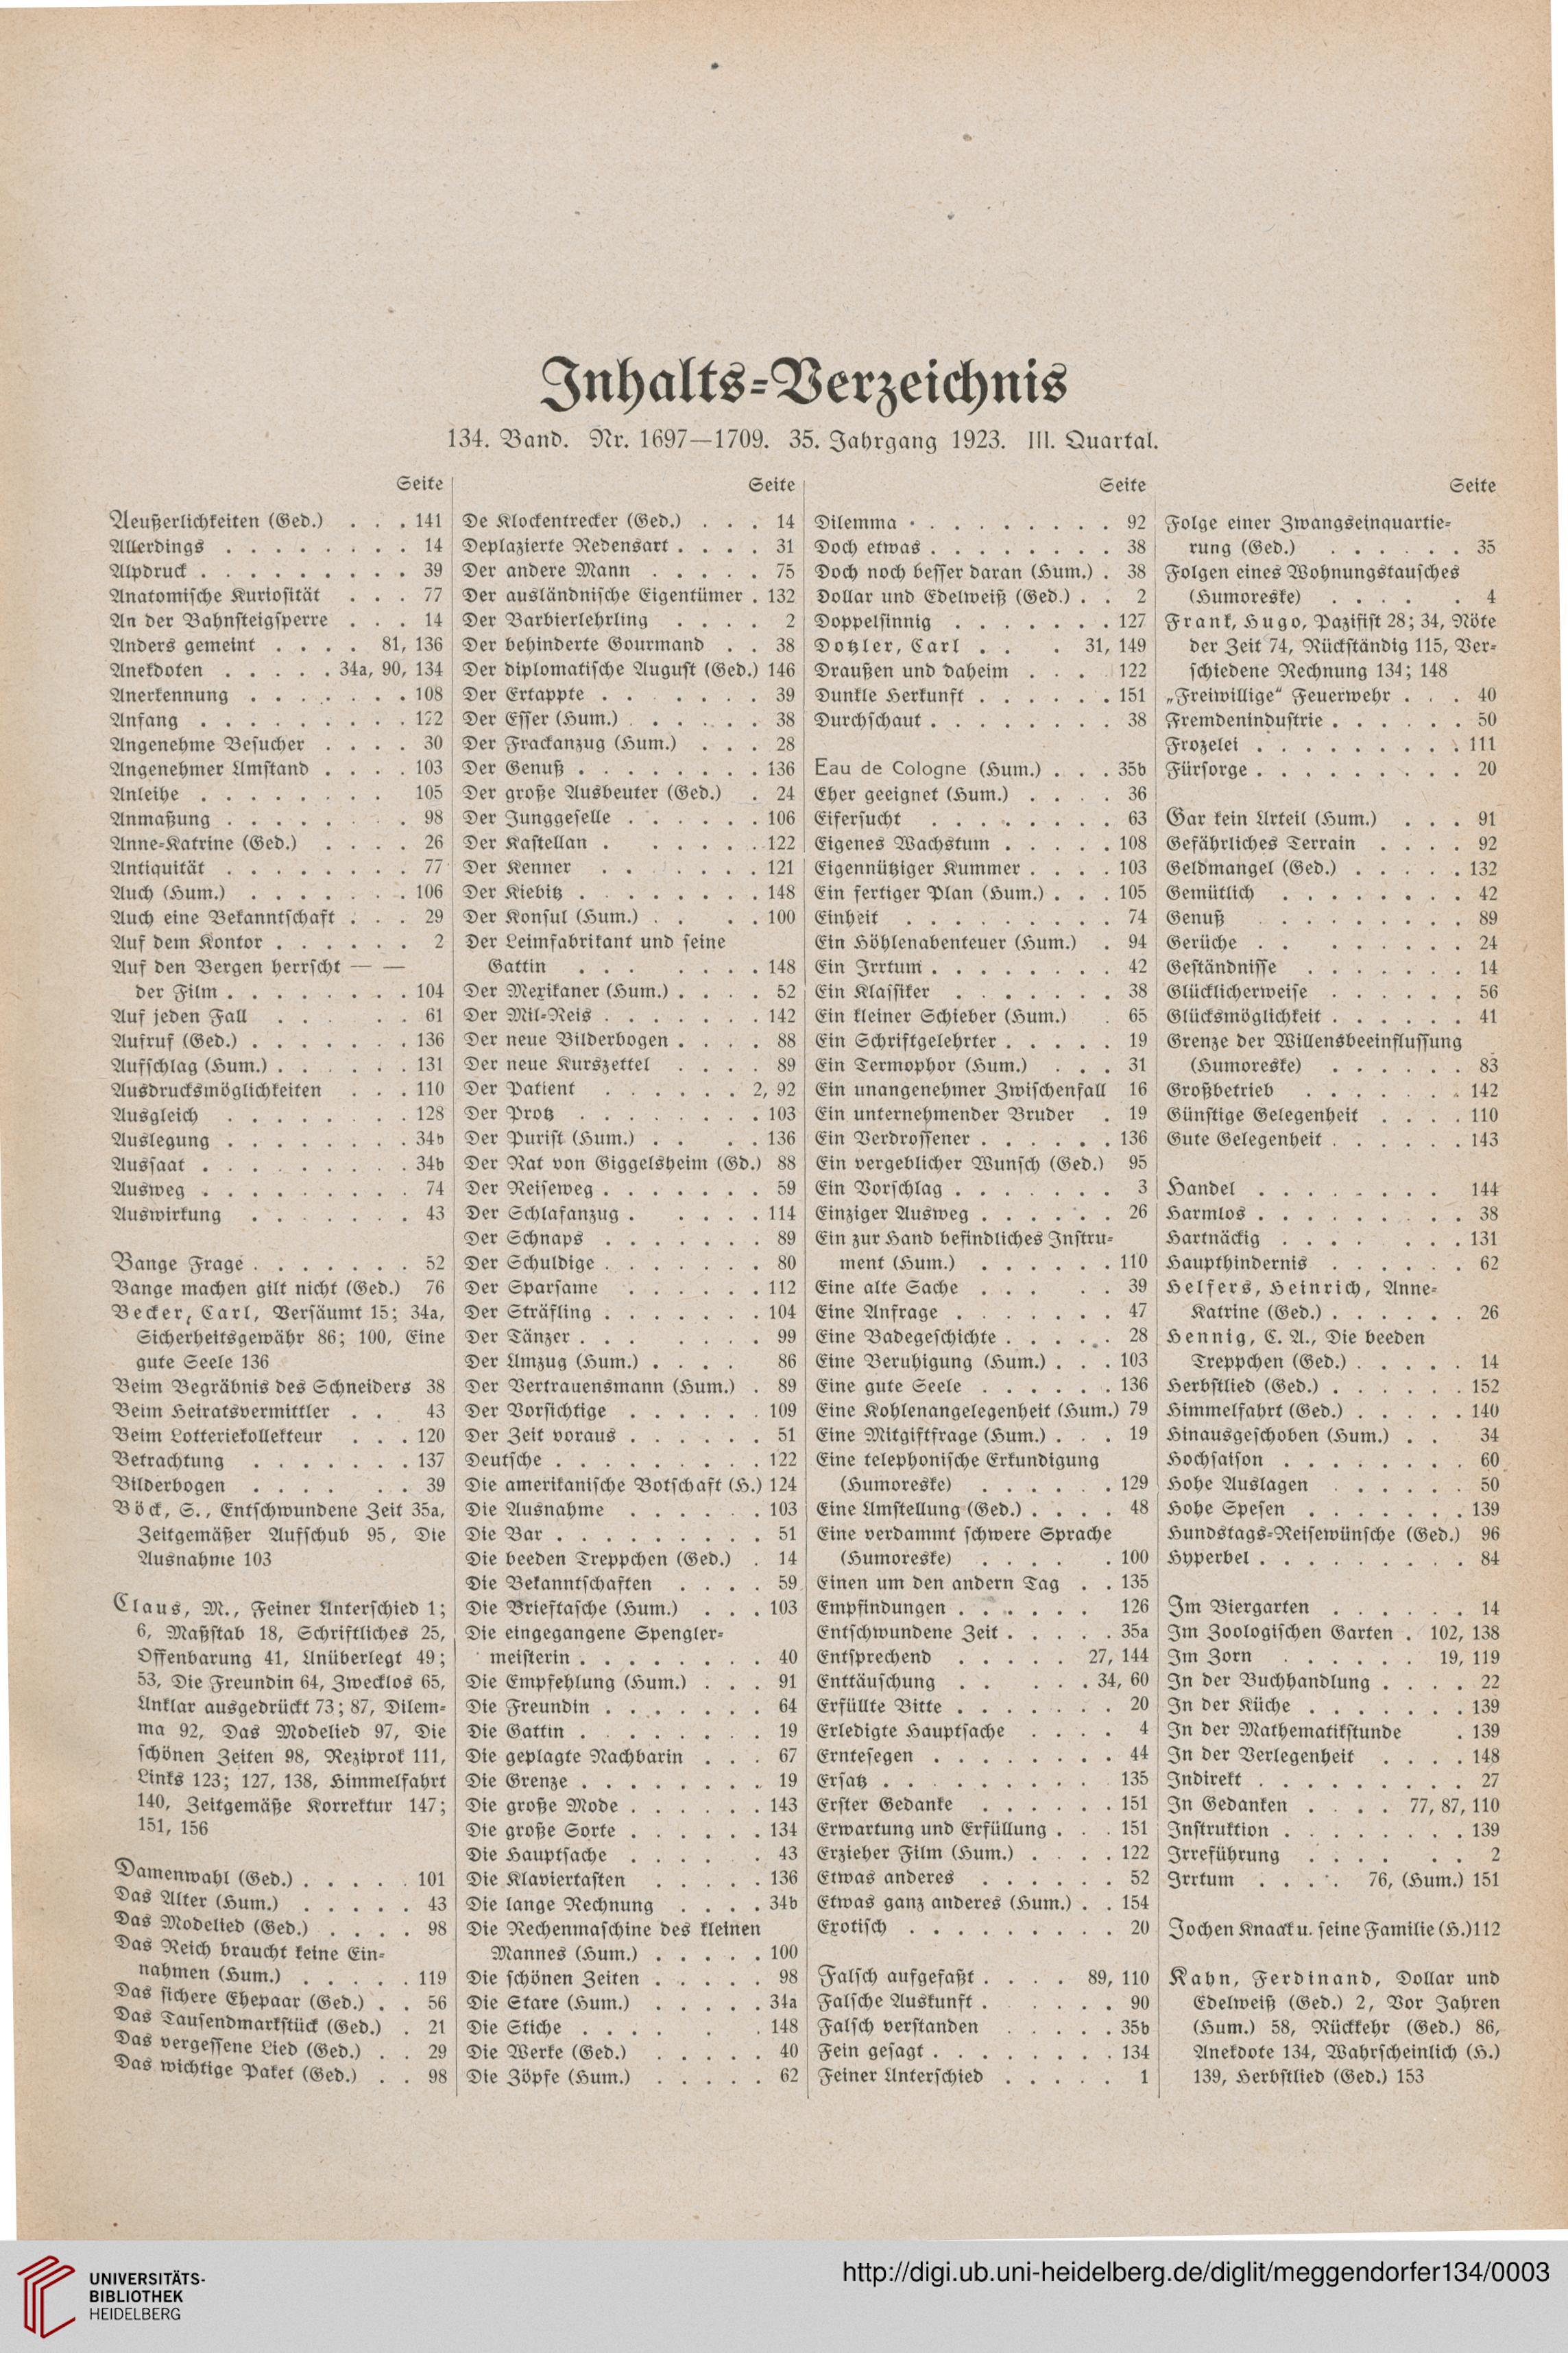 Inhalts-Verzeichnis
134. Band. Nr. 1697—1709. 35. Jahrgang 1923. III. Quartal.
Seite
Aeußerlichkeiten (Ged.) . . . 141
Allerdings . . . . . . . . 14
Alpdruck . . . . . . . . . 39
Anatomische Kuriosität . . . 77
An der Bahnsteigsperre . . . 14
Anders gemeint . . . . 81, 136
Anekdoten . . . . . 34a, 90, 134
Anerkennung . . . . . . . 108
Anfang . . . . . . . . . 122
Angenehme Besucher . . . . 30
Angenehmer Umstand . . . . 103
Anleihe . . . . . . . . 105
Anmaßung . . . . . . . . 98
Anne-Katrine (Ged.) . . . . 26
Antiquität . . . . . . . . 77
Auch (Hum.) . . . . . . . 106
Auch eine Bekanntschaft . . . 29
Auf dem Kontor . . . . . . 2
Auf den Bergen herrscht — —
der Film . . . . . . . . 104
Auf jeden Fall . . . . . 61
Aufruf (Ged.) . . . . . . . 136
Aufschlag (Hum.) . . . . . . 131
Ausdrucksmöglichkeiten . . . 110
Ausgleich . . . . . . . . 128
Auslegung . . . . . . . . 34b
Aussaat . . . . . . . . . 34b
Ausweg . . . . . . . . . 74
Auswirkung . . . . . . . 43
Bange Frage . . . . . . . 52
Bange machen gilt nicht (Ged.) 76
Becker, Carl, Versäumt 15; 34a,
Sicherheitsgewähr 86; 100, Eine
gute Seele 136
Beim Begräbnis des Schneiders 38
Beim Heiratsvermittler . . 43
Beim Lotteriekollekteur . . . 120
Betrachtung . . . . . . . 137
Bilderbogen . . . . . . . 39
Böck, S., Entschwundene Zeit 35a,
Zeitgemäßer Aufschub 95, Die
Ausnahme 103
Claus, M., Feiner Unterschied 1;
6, Maßstab 18, Schriftliches 25,
Offenbarung 41, Unüberlegt 49;
53, Die Freundin 64, Zwecklos 65,
Unklar ausgedrückt 73; 87, Dilem-
ma 92, Das Modelied 97, Die
schönen Zeiten 98, Reziprok 111,
Links 123; 127, 138, Himmelfahrt
140, Zeitgemäße Korrektur 147;
151, 156
Damenwahl (Ged.) . . . . . 101
Das Alter (Hum.) . . . . . 43
Das Modelied (Ged.) . . . . 98
Das Reich braucht keine Ein-
nahmen (Hum.) . . . . . 119
Das sichere Ehepaar (Ged.) . . 56
Das Tausendmarkstück (Ged.) . 21
Das vergessene Lied (Ged.) . . 29
Das wichtige Paket (Ged.) . . 98
Seite
De Klockentrecker (Ged.) . . . 14
Deplazierte Redensart . . . . 31
Der andere Mann . . . . . 75
Der ausländnische Eigentümer . 132
Der Barbierlehrling . . . . 2
Der behinderte Gourmand . . 38
Der diplomatische August (Ged.) 146
Der Ertappte . . . . . . . 39
Der Esser (Hum.) . . . . . . 38
Der Frackanzug (Hum.) . . . 28
Der Genuß . . . . . . . . 136
Der große Ausbeuter (Ged.) . 24
Der Junggeselle . . . . . . 106
Der Kastellan . . . . . . . 122
Der Kenner . . . . . . . 121
Der Kiebitz . . . . . . . . 148
Der Konsul (Hum.) . . . . 100
Der Leimfabrikant und seine
Gattin . . . . . . . 148
Der Mexikaner (Hum.) . . . . 52
Der Mil-Reis . . . . . . . 142
Der neue Bilderbogen . . . . 88
Der neue Kurszettel . . . . 89
Der Patient . . . . . . 2, 92
Der Protz . . . . . . . . 103
Der Purist (Hum.) . . . . 136
Der Rat von Giggelsheim (Gd.) 88
Der Reiseweg . . . . . . . 59
Der Schlafanzug . . . . . 114
Der Schnaps . . . . . . . 89
Der Schuldige . . . . . . . 80
Der Sparsame . . . . . . 112
Der Sträfling . . . . . . . 104
Der Tänzer . . . . . . . 99
Der Umzug (Hum.) . . . . 86
Der Vertrauensmann (Hum.) . 89
Der Vorsichtige . . . . . . 109
Der Zeit voraus . . . . . . 51
Deutsche . . . . . . . . . 122
Die amerikanische Botschaft (H.) 124
Die Ausnahme . . . . . . 103
Die Bar . . . . . . . . . 51
Die beeden Treppchen (Ged.) . 14
Die Bekanntschaften . . . . 59
Die Brieftasche (Hum.) . . . 103
Die eingegangene Spengler-
meisterin . . . . . . . . 40
Die Empfehlung (Hum.) . . . 91
Die Freundin . . . . . . . 64
Die Gattin . . . . . . . . 19
Die geplagte Nachbarin . . . 67
Die Grenze . . . . . . . . 19
Die große Mode . . . . . . 143
Die große Sorte . . . . . . 134
Die Hauptsache . . . . . . 43
Die Klaviertasten . . . . . 136
Die lange Rechnung . . . . 34b
Die Rechenmaschine des kleinen
Mannes (Hum.) . . . . . 100
Die schönen Zeiten . . . . . 98
Die Stare (Hum.) . . . . . 34a
Die Stiche . . . . . . 148
Die Werke (Ged.) . . . . . 40
Die Zöpfe (Hum.) . . . . . 62
Seite
Dilemma . . . . . . . . . 92
Doch etwas . . . . . . . . 38
Doch noch besser daran (Hum.) . 38
Dollar und Edelweiß (Ged.) . . 2
Doppelsinnig . . . . . . . 127
Dotzler, Carl . . . 31, 149
Draußen und daheim . . . 122
Dunkle Herkunft . . . . . . 151
Durchschaut . . . . . . . . 38
Eau de Cologne (Hum.) . . . 35b
Eher geeignet (Hum.) . . . . 36
Eifersucht . . . . . . . . 63
Eigenes Wachstum . . . . . 108
Eigennütziger Kummer . . . . 103
Ein fertiger Plan (Hum.) . . . 105
Einheit . . . . . . . . . 74
Ein Höhlenabenteuer (Hum.) . 94
Ein Irrtum . . . . . . . . 42
Ein Klassiker . . . . . . . 38
Ein kleiner Schieber (Hum.) . 65
Ein Schriftgelehrter . . . . . 19
Ein Termophor (Hum.) . . . 31
Ein unangenehmer Zwischenfall 16
Ein unternehmender Bruder . 19
Ein Verdrossener . . . . . . 136
Ein vergeblicher Wunsch (Ged.) 95
Ein Vorschlag . . . . . . . 3
Einziger Ausweg . . . . . . 26
Ein zur Hand befindliches Instru-
ment (Hum.) . . . . . . 110
Eine alte Sache . . . . . 39
Eine Anfrage . . . . . . . 47
Eine Badegeschichte . . . . . 28
Eine Beruhigung (Hum.) . . . 103
Eine gute Seele . . . . . . 136
Eine Kohlenangelegenheit (Hum.) 79
Eine Mitgiftfrage (Hum.) . . . 19
Eine telephonische Erkundigung
(Humoreske) . . . . . . 129
Eine Umstellung (Ged.) . . . . 48
Eine verdammt schwere Sprache
(Humoreske) . . . . . 100
Einen um den andern Tag . . 135
Empfindungen . . . . . . 126
Entschwundene Zeit . . . . . 35a
Entsprechend . . . . . 27, 144
Enttäuschung . . . . . . 34, 60
Erfüllte Bitte . . . . . . . 20
Erledigte Hauptsache . . . . 4
Erntesegen . . . . . . . . 44
Ersatz . . . . . . . . . 135
Erster Gedanke . . . . . . 151
Erwartung und Erfüllung . . . 151
Erzieher Film (Hum.) . . . . 122
Etwas anderes . . . . . . 52
Etwas ganz anderes (Hum.) . . 154
Exotisch . . . . . . . . . 20
Falsch aufgefaßt . . . . 89, 110
Falsche Auskunft . . . . . . 90
Falsch verstanden . . . . . 35b
Fein gesagt . . . . . . . . 134
Feiner Unterschied . . . . . 1
Seite
Folge einer Zwangseinquartie-
rung (Ged.) . . . . . . 35
Folgen eines Wohnungstausches
(Humoreske) . . . . . 4
Frank, Hugo, Pazifist 28; 34, Nöte
der Zeit 74, Rückständig 115, Ver-
schiedene Rechnung 134; 148
„Freiwillige“ Feuerwehr . . . 40
Fremdenindustrie . . . . . . 50
Frozelei . . . . . . . . . 111
Fürsorge . . . . . . . . . 20
Gar kein Urteil (Hum.) . . . 91
Gefährliches Terrain . . . . 92
Geldmangel (Ged.) . . . . . 132
Gemütlich . . . . . . . . 42
Genuß . . . . . . . . 89
Gerüche . . . . . . . . 24
Geständnisse . . . . . . . 14
Glücklicherweise . . . . . . 56
Glücksmöglichkeit . . . . . . 41
Grenze der Willensbeeinflussung
(Humoreske) . . . . . . 83
Großbetrieb . . . . . . . . 142
Günstige Gelegenheit . . . . 110
Gute Gelegenheit . . . . . . 143
Handel . . . . . . . . 144
Harmlos . . . . . . . . . 38
Hartnäckig . . . . . . . 131
Haupthindernis . . . . . . 62
Helfers, Heinrich, Anne-
Katrine (Ged.) . . . . . . 26
Hennig, C. A., Die beeden
Treppchen (Ged.) . . . . . 14
Herbstlied (Ged.) . . . . . . 152
Himmelfahrt (Ged.) . . . . . 140
Hinausgeschoben (Hum.) . . 34
Hochsaison . . . . . . . . 60
Hohe Auslagen . . . . . 50
Hohe Spesen . . . . . . . 139
Hundstags-Reisewünsche (Ged.) 96
Hyperbel . . . . . . . . . 84
Im Biergarten . . . . . . 14
Im Zoologischen Garten . 102, 138
Im Zorn . . . . . . 19, 119
In der Buchhandlung . . . . 22
In der Küche . . . . . . . 139
In der Mathematikstunde . 139
In der Verlegenheit . . . . 148
Indirekt . . . . . . . . . 27
In Gedanken . . . . 77, 87, 110
Instruktion . . . . . . . . 139
Irreführung . . . . . . 2
Irrtum . . . . 76, (Hum.) 151
Jochen Knaack u. seine Familie (H.) 112
Kahn, Ferdinand, Dollar und
Edelweiß (Ged.) 2, Vor Jahren
(Hum.) 58, Rückkehr (Ged.) 86,
Anekdote 134, Wahrscheinlich (H.)
139, Herbstlied (Ged.) 153
UNIVERSITÄTS-
BIBLIOTHEK
HEIDELBERG
http://digi.ub.uni-heidelberg.de/diglit/meggendorfer134/0003